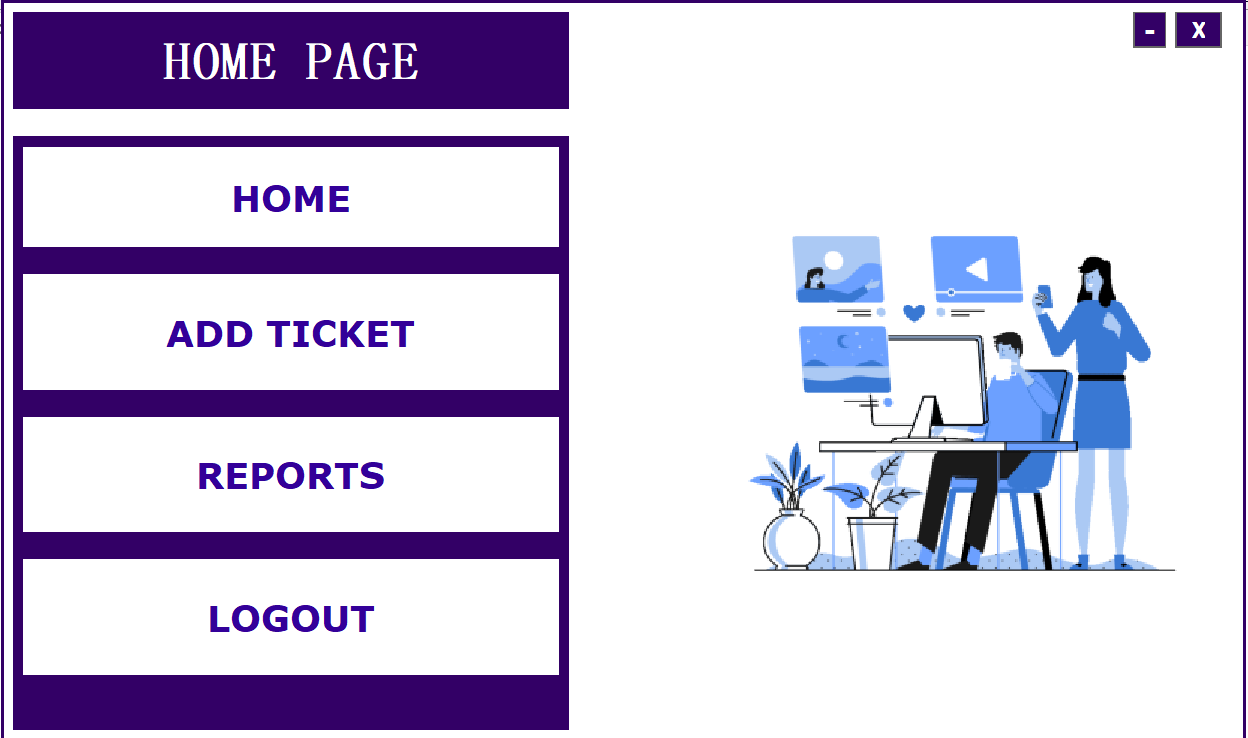 HOME PAGE
- X
HOME
ADD TICKET
REPORTS
LOGOUT